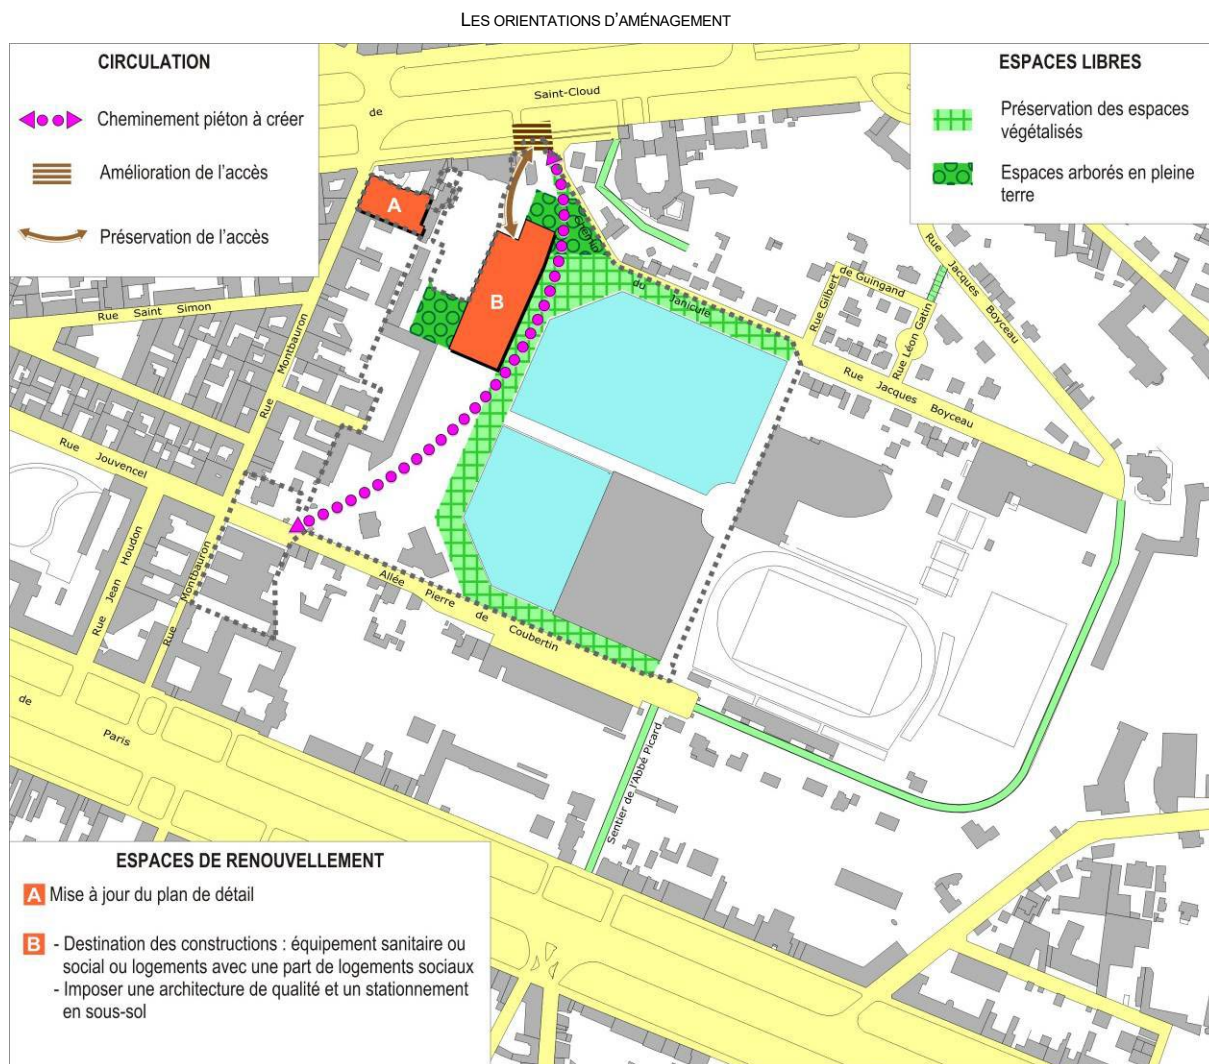 LES ORIENTATIONS D'AMÉNAGEMENT
CIRCULATION
Cheminement piéton à créer
Amélioration de l'accès
Préservation de l'accès
ESPACES LIBRES
Préservation des espaces
végétalisés
Espaces arborés en pleine
terre
de
Saint-Cloud
A
B
Chemin
du Janicule
Rue Saint Simon
Rue Montbauron
Rue Jouvencel
Rue Jean Houdon
Rue Montbauron
Rue Gilbert
de Guingand
Rue Léon Gatin
Rue Jacques Boyceau
Rue Jacques Boyceau
Allée Pierre de Coubertin
Sentier de l'Abbé Picard
de
Paris
ESPACES DE RENOUVELLEMENT
A Mise à jour du plan de détail
B - Destination des constructions : équipement sanitaire ou
social ou logements avec une part de logements sociaux
- Imposer une architecture de qualité et un stationnement
en sous-sol